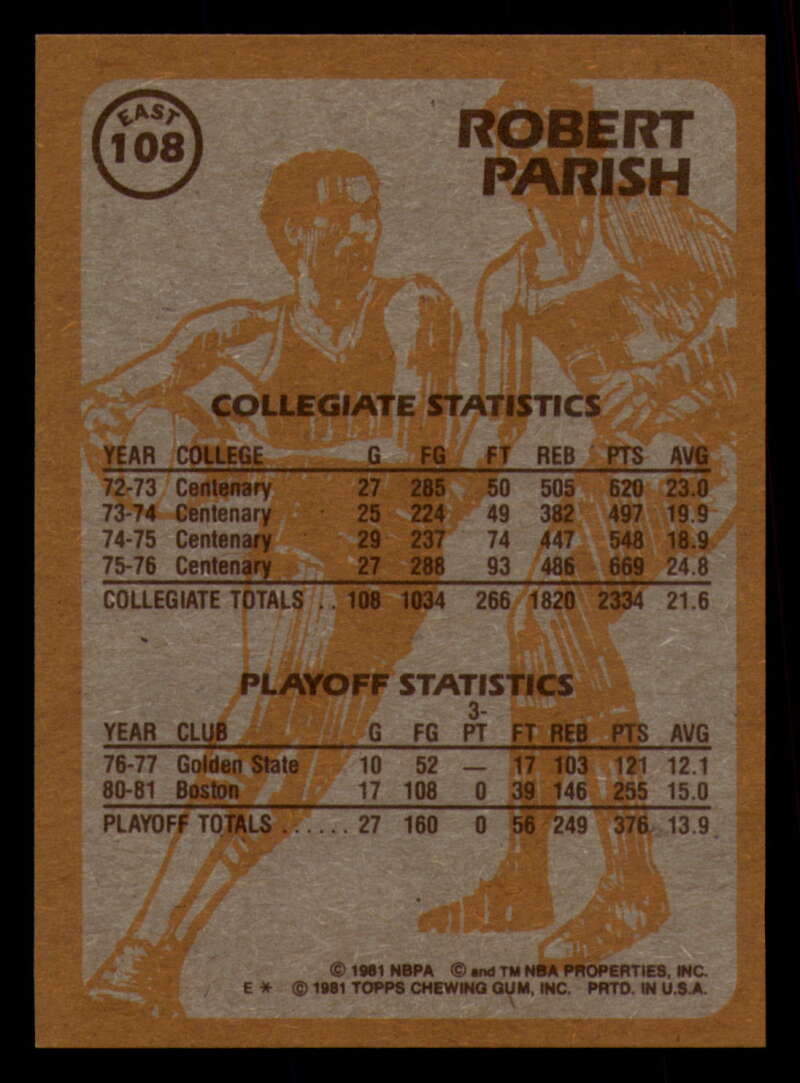 EAST
108
ROBERT
PARISH
COLLEGIATE STATISTICS
YEAR COLLEGE G FG FT REB PTS AVG
72-73 Centenary 27 285 50 505 620 23.0
73-74 Centenary 25 224 49 382 497 19.9
74-75 Centenary 29 237 74 447 548 18.9
75-76 Centenary 27 288 93 486 669 24.8
COLLEGIATE TOTALS .. 108 1034 266 1820 2334 21.6
PLAYOFF STATISTICS
3-
YEAR CLUB G FG PT FT REB PTS AVG
76-77 Golden State 10 52 — 17 103 121 12.1
80-81 Boston 17 108 0 39 146 255 15.0
PLAYOFF TOTALS ...... 27 160 0 56 249 376 13.9
© 1981 NBPA © and TM NBA PROPERTIES, INC.
E * © 1981 TOPPS CHEWING GUM, INC. PRTD. IN U.S.A.